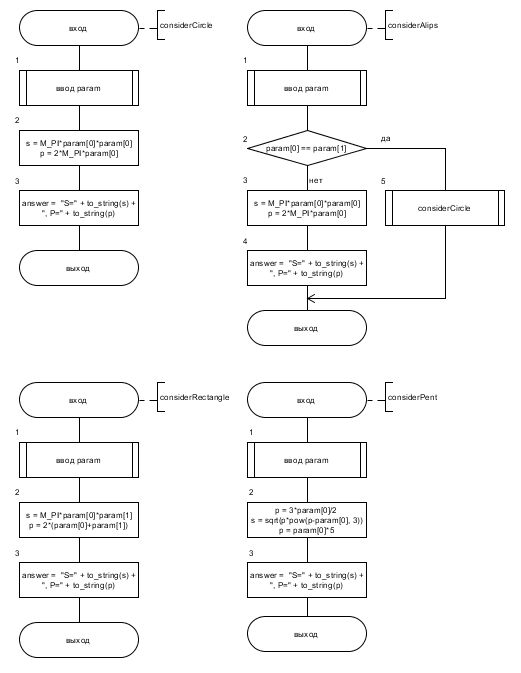 вход
considerCircle
1
ввод param
2
s = M_PI*param[0]*param[0]
p = 2*M_PI*param[0]
3
answer = "S=" + to_string(s) +
", P=" + to_string(p)
выход
вход
considerAlips
1
ввод param
2
param[0] == param[1]
да
нет
3
s = M_PI*param[0]*param[0]
p = 2*M_PI*param[0]
5
considerCircle
4
answer = "S=" + to_string(s) +
", P=" + to_string(p)
выход
вход
considerRectangle
1
ввод param
2
s = M_PI*param[0]*param[1]
p = 2*(param[0]+param[1])
3
answer = "S=" + to_string(s) +
", P=" + to_string(p)
выход
вход
considerPent
1
ввод param
2
p = 3*param[0]/2
s = sqrt(p*pow(p-param[0], 3))
p = param[0]*5
3
answer = "S=" + to_string(s) +
", P=" + to_string(p)
выход